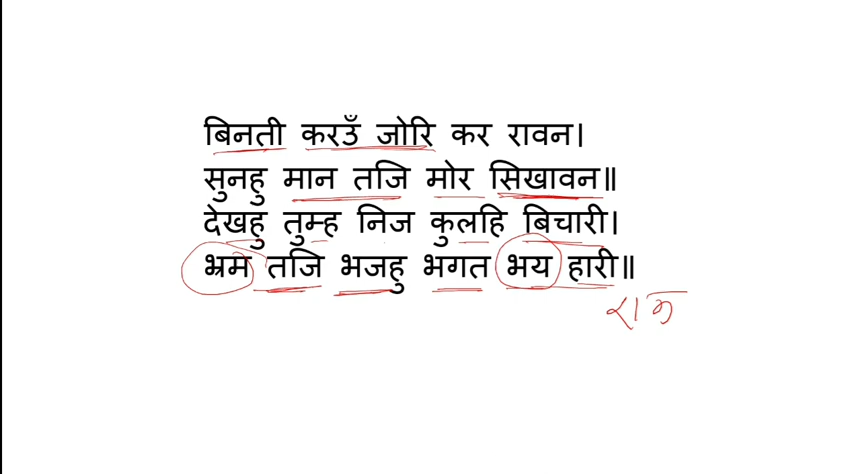 बिनती करउँ जोरि कर रावन।
सुनहु मान तजि मोर सिखावन॥
देखहु तुम्ह निज कुलहि बिचारी।
भ्रम तजि भजहु भगत भय हारी॥
राम